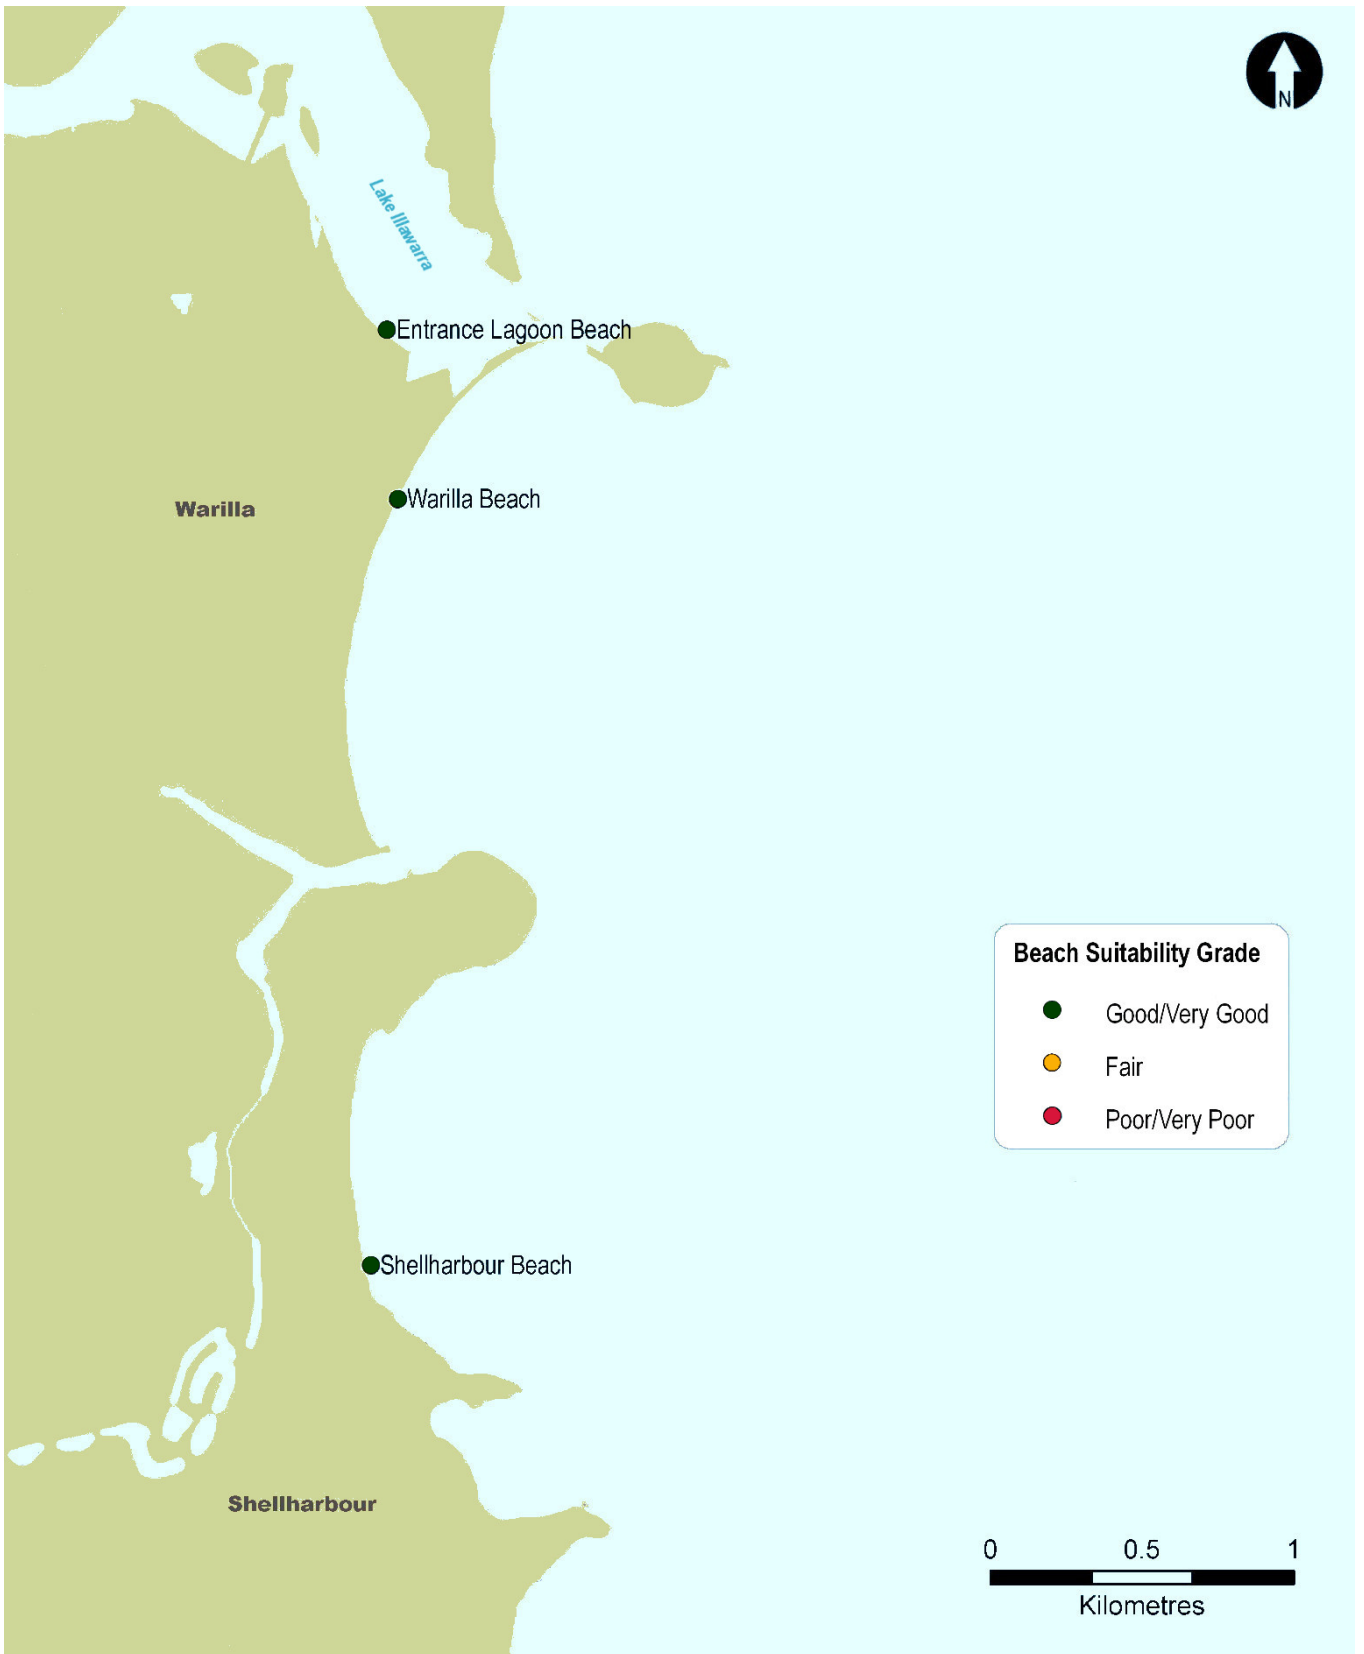 N
Lake Illawarra
Entrance Lagoon Beach
Warilla Beach
Warilla
Beach Suitability Grade
Good/Very Good
Fair
Poor/Very Poor
Shellharbour Beach
Shellharbour
0 0.5 1
Kilometres